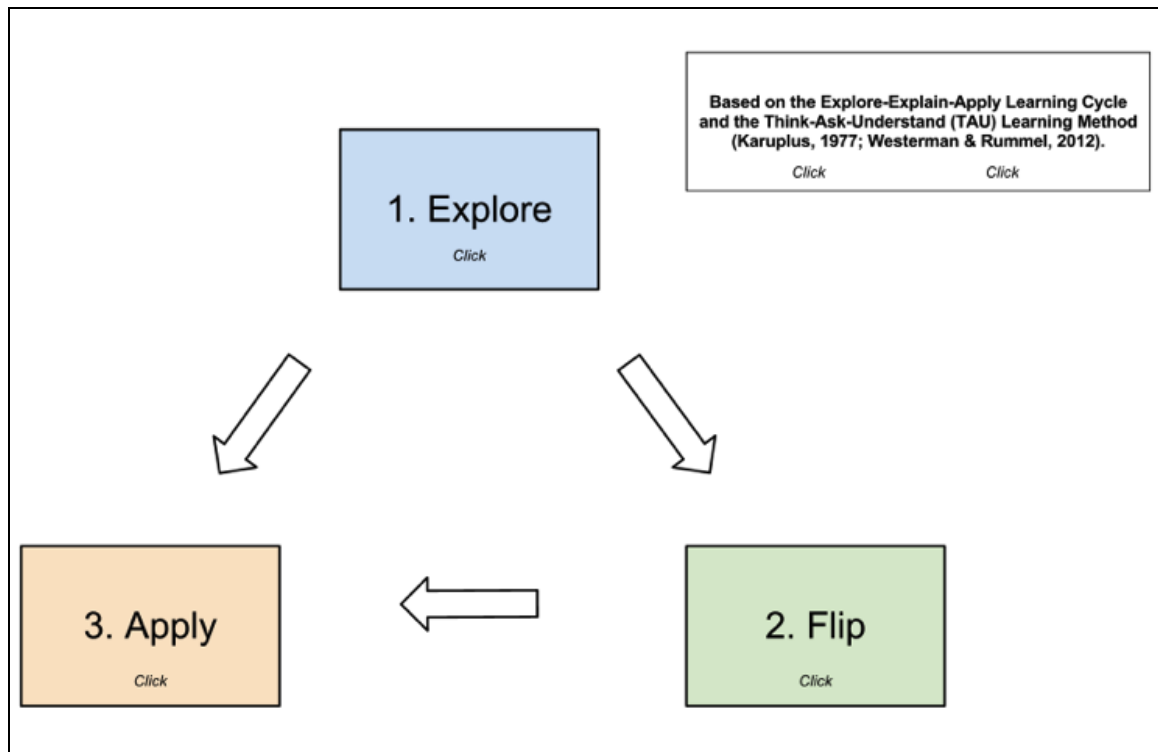 Based on the Explore-Explain-Apply Learning Cycle
and the Think-Ask-Understand (TAU) Learning Method
(Karuplus, 1977; Westerman & Rummel, 2012).
Click Click
1. Explore
Click
3. Apply
Click
2. Flip
Click